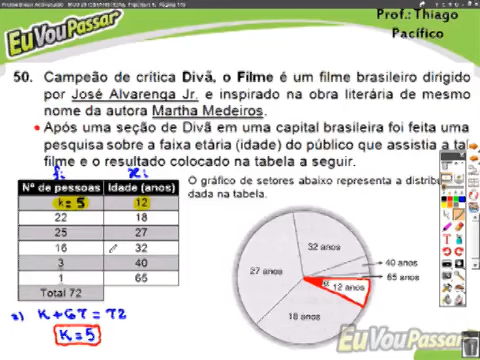 Prof.: Thiago
Pacífico
EuVouPassar
50. Campeão de crítica Divã, o Filme é um filme brasileiro dirigido
por José Alvarenga Jr. e inspirado na obra literária de mesmo
nome da autora Martha Medeiros.
• Após uma seção de Divã em uma capital brasileira foi feita uma
pesquisa sobre a faixa etária (idade) do público que assistia a tal
filme e o resultado colocado na tabela a seguir.
fi xi
Nº de pessoas Idade (anos)
k=5 12
22 18
25 27
16 32
3 40
1 65
Total 72
O gráfico de setores abaixo representa a distribu
dada na tabela.
32 anos
40 anos
65 anos
27 anos
12 anos
18 anos
K + 67 = 72
K = 5
EuVouPassar